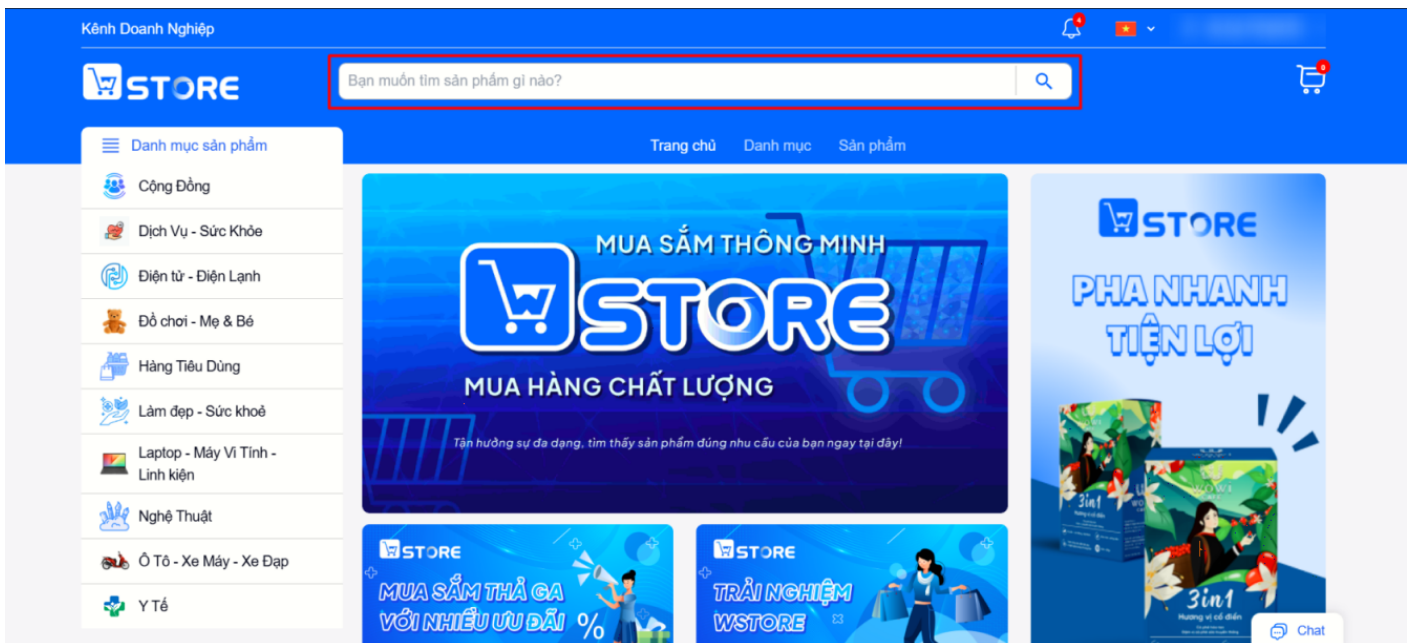 Kênh Doanh Nghiệp
4
STORE
Bạn muốn tìm sản phẩm gì nào?
0
Danh mục sản phẩm
Trang chủ Danh mục Sản phẩm
Cộng Đồng
Dịch Vụ - Sức Khỏe
Điện tử - Điện Lạnh
Đồ chơi - Mẹ & Bé
Hàng Tiêu Dùng
Làm đẹp - Sức khoẻ
Laptop - Máy Vi Tính -
Linh kiện
Nghệ Thuật
Ô Tô - Xe Máy - Xe Đạp
Y Tế
MUA SẮM THÔNG MINH
W STORE
MUA HÀNG CHẤT LƯỢNG
Tận hưởng sự đa dạng, tìm thấy sản phẩm đúng nhu cầu của bạn ngay tại đây!
STORE
MUA SẮM THẢ GA
VỚI NHIỀU ƯU ĐÃI %
STORE
TRẢI NGHIỆM
WSTORE
STORE
PHA NHANH
TIỆN LỢI
3in1
WOWI
3in1
Hương vị cổ điển
Chat